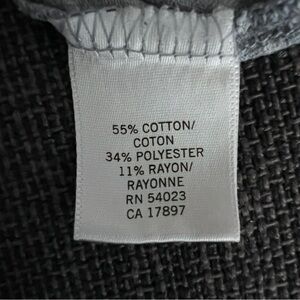 55% COTTON/
COTON
34% POLYESTER
11% RAYON/
RAYONNE
RN 54023
CA 17897